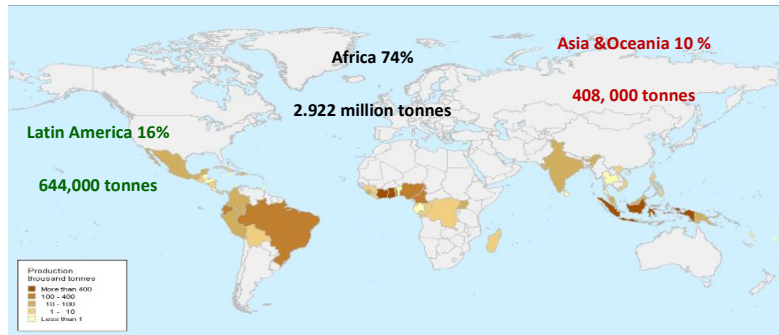 Asia &Oceania 10 %
Africa 74%
408, 000 tonnes
2.922 million tonnes
Latin America 16%
644,000 tonnes
Production
thousand tonnes
More than 400
100 - 400
10 - 100
1 - 10
Less than 1